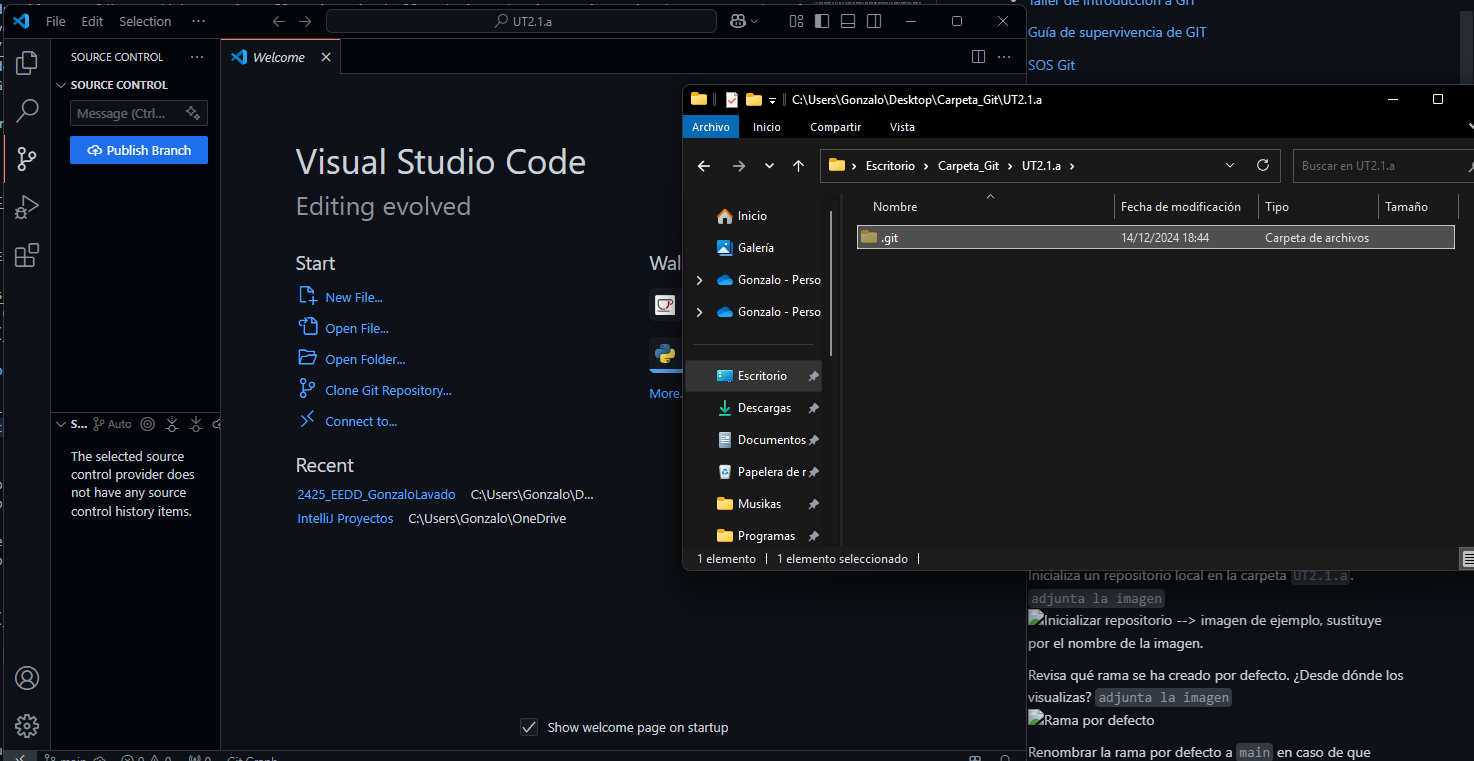 File Edit Selection ··· UT2.1.a
SOURCE CONTROL ···
SOURCE CONTROL
Message (Ctrl...
Publish Branch
S... Auto
The selected source
control provider does
not have any source
control history items.
Welcome
Visual Studio Code
Editing evolved
Start
New File...
Open File...
Open Folder...
Clone Git Repository...
Connect to...
Recent
2425_EEDD_GonzaloLavado C:\Users\Gonzalo\D...
IntelliJ Proyectos C:\Users\Gonzalo\OneDrive
Wal
More.
Show welcome page on startup
main 0 0 0 Git Graph
Taller de introducción a GIT
Guía de supervivencia de GIT
SOS Git
C:\Users\Gonzalo\Desktop\Carpeta_Git\UT2.1.a
Archivo Inicio Compartir Vista
Escritorio Carpeta_Git UT2.1.a
Buscar en UT2.1.a
Inicio
Galería
Gonzalo - Perso
Gonzalo - Perso
Escritorio
Descargas
Documentos
Papelera de r
Musikas
Programas
Nombre Fecha de modificación Tipo Tamaño
.git 14/12/2024 18:44 Carpeta de archivos
1 elemento 1 elemento seleccionado
Inicializa un repositorio local en la carpeta UT2.1.a.
adjunta la imagen
Inicializar repositorio --> imagen de ejemplo, sustituye
por el nombre de la imagen.
Revisa qué rama se ha creado por defecto. ¿Desde dónde los
visualizas? adjunta la imagen
Rama por defecto
Renombrar la rama por defecto a main en caso de que